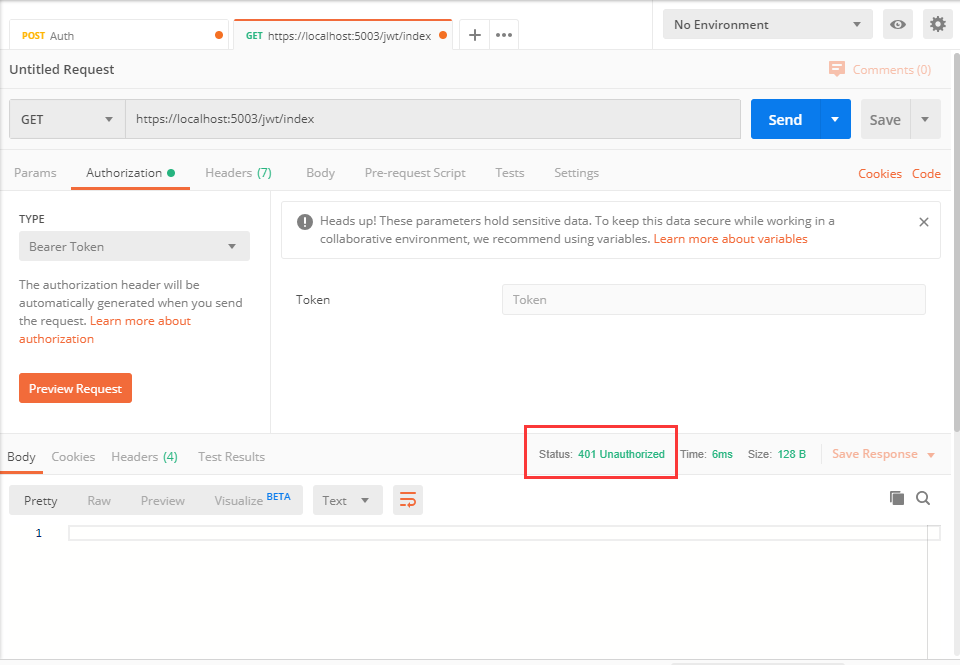 POST Auth
GET https://localhost:5003/jwt/index
No Environment
Untitled Request
Comments (0)
GET
https://localhost:5003/jwt/index
Send
Save
Params
Authorization
Headers (7)
Body
Pre-request Script
Tests
Settings
Cookies
Code
TYPE
Bearer Token
The authorization header will be
automatically generated when you send
the request. Learn more about
authorization
Preview Request
Heads up! These parameters hold sensitive data. To keep this data secure while working in a
collaborative environment, we recommend using variables. Learn more about variables
Token
Token
Body
Cookies
Headers (4)
Test Results
Status: 401 Unauthorized
Time: 6ms
Size: 128 B
Save Response
Pretty
Raw
Preview
Visualize BETA
Text
1